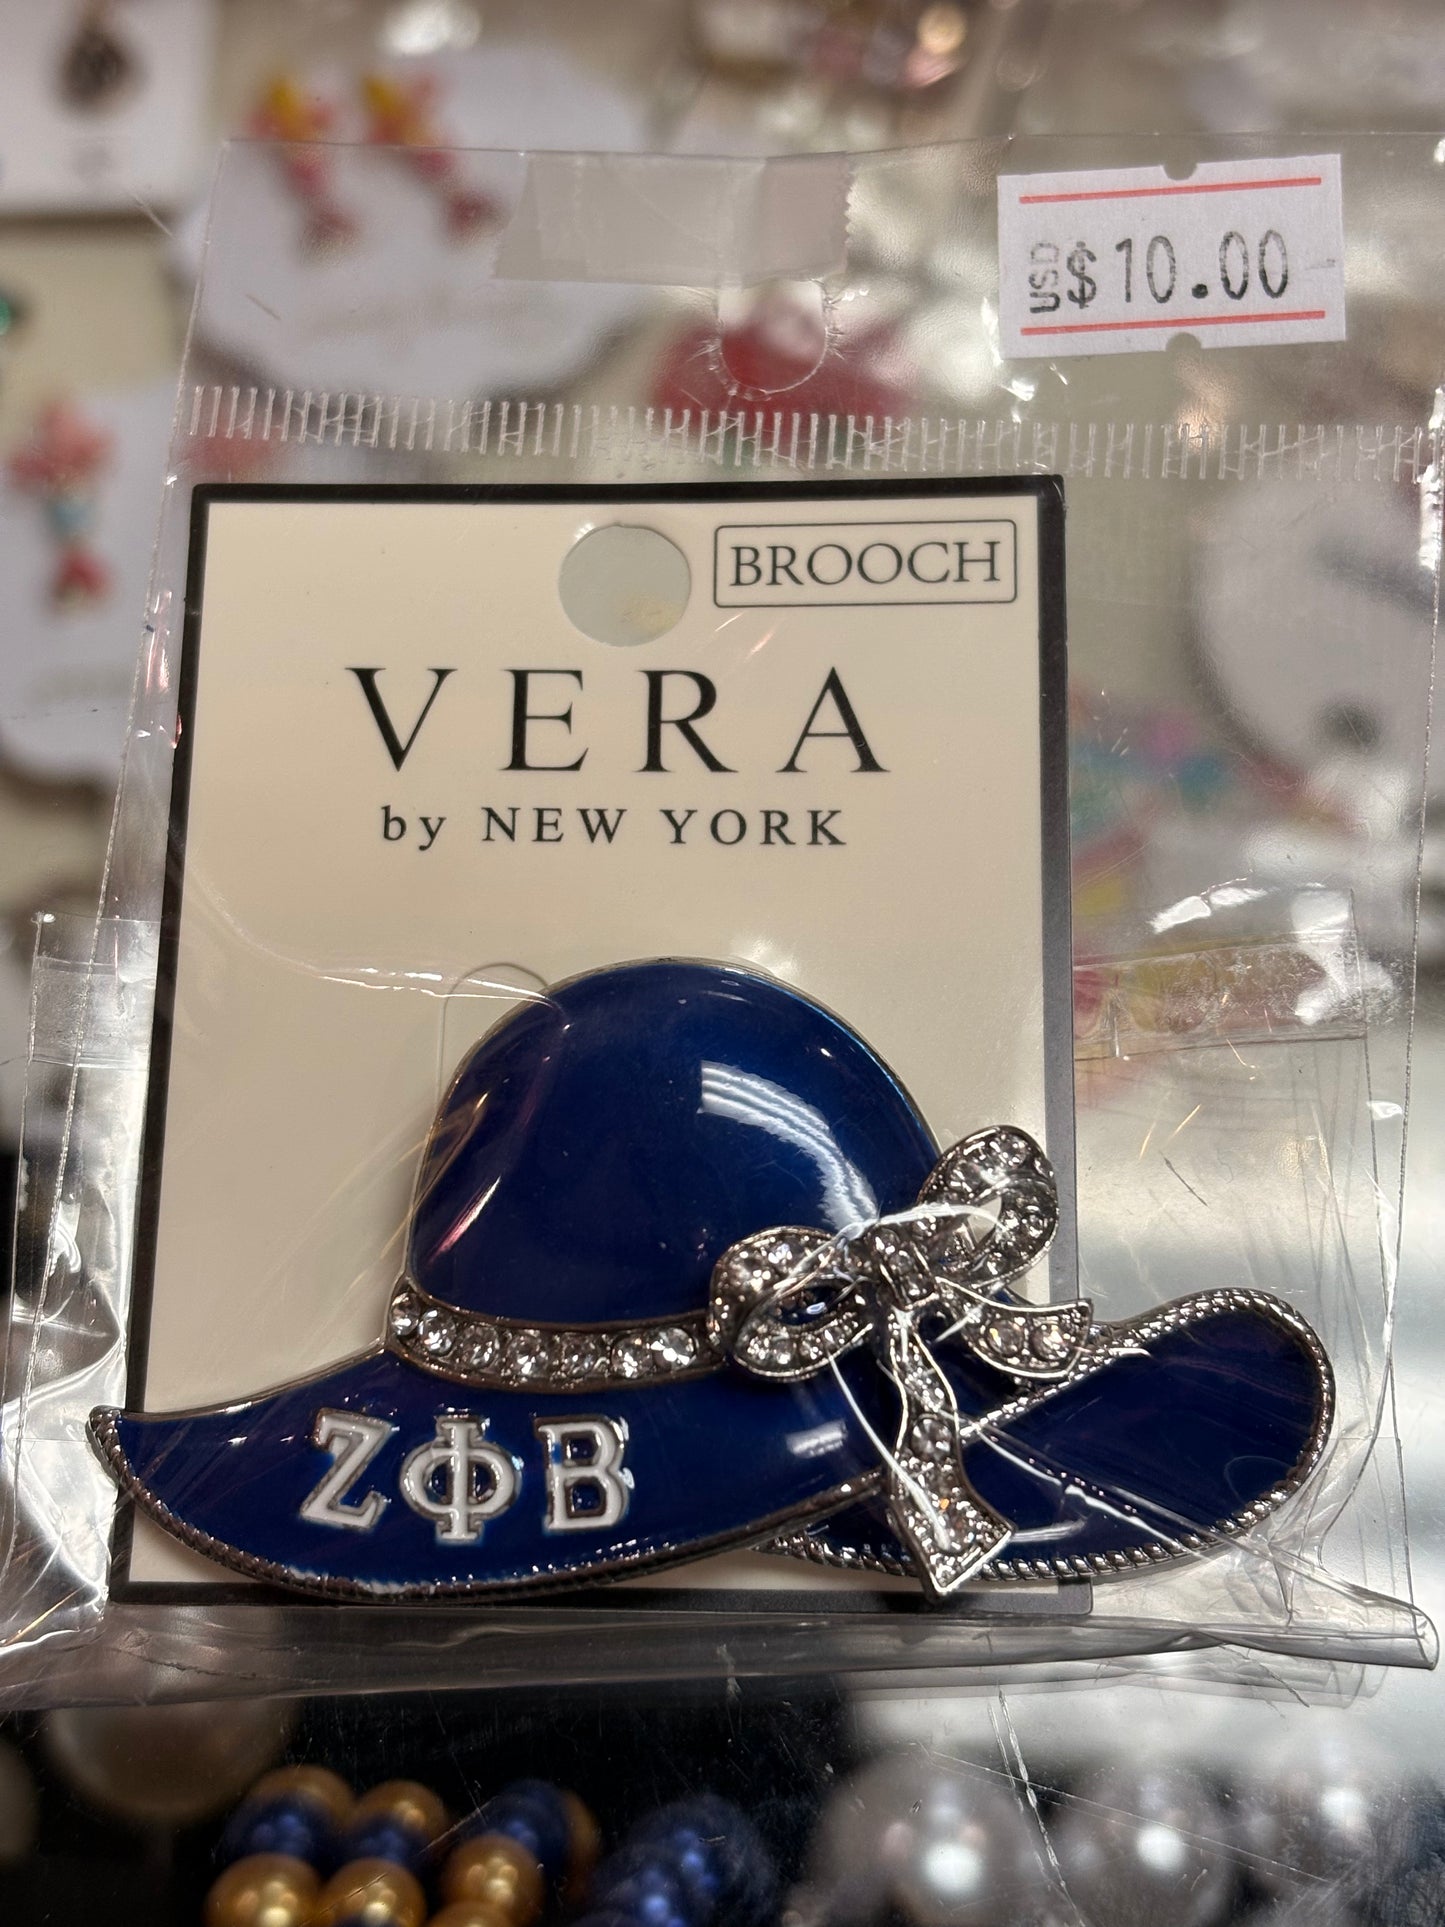 USD $10.00
BROOCH
VERA
by NEW YORK
ΖΦΒ